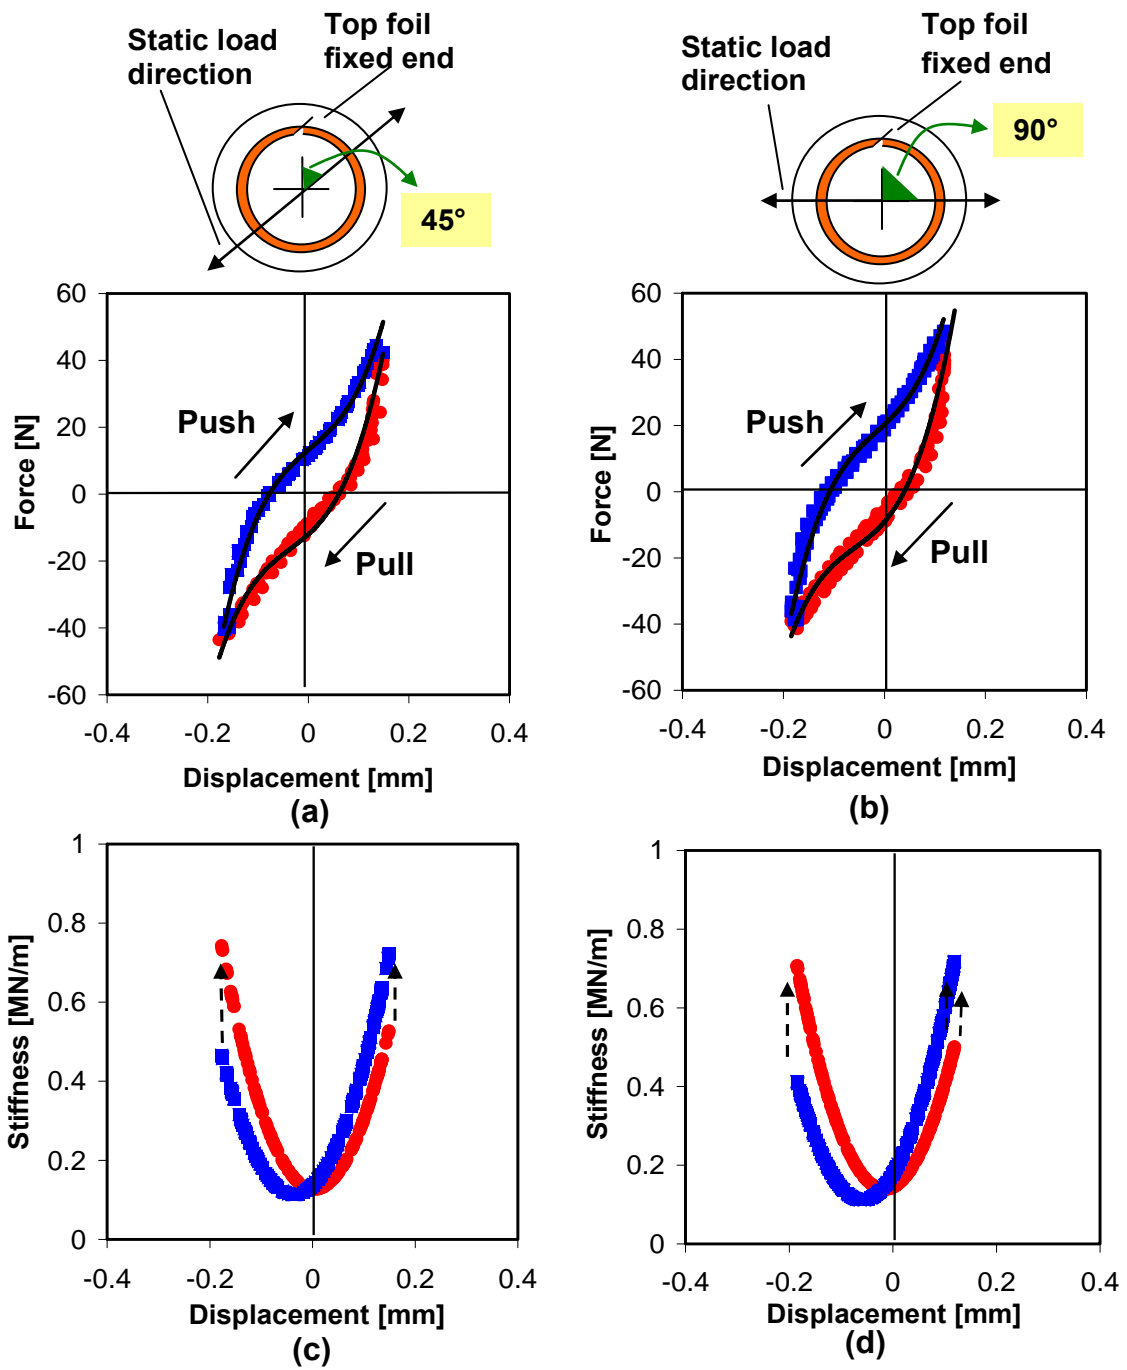 Static load
direction
Top foil
fixed end
45°
Static load
direction
Top foil
fixed end
90°
60
40
20
0
-20
-40
-60
Force [N]
Push
Pull
-0.4
-0.2
0
0.2
0.4
Displacement [mm]
(a)
60
40
20
0
-20
-40
-60
Force [N]
Push
Pull
-0.4
-0.2
0
0.2
0.4
Displacement [mm]
(b)
1
0.8
0.6
0.4
0.2
0
Stiffness [MN/m]
-0.4
-0.2
0
0.2
0.4
Displacement [mm]
(c)
1
0.8
0.6
0.4
0.2
0
Stiffness [MN/m]
-0.4
-0.2
0
0.2
0.4
Displacement [mm]
(d)